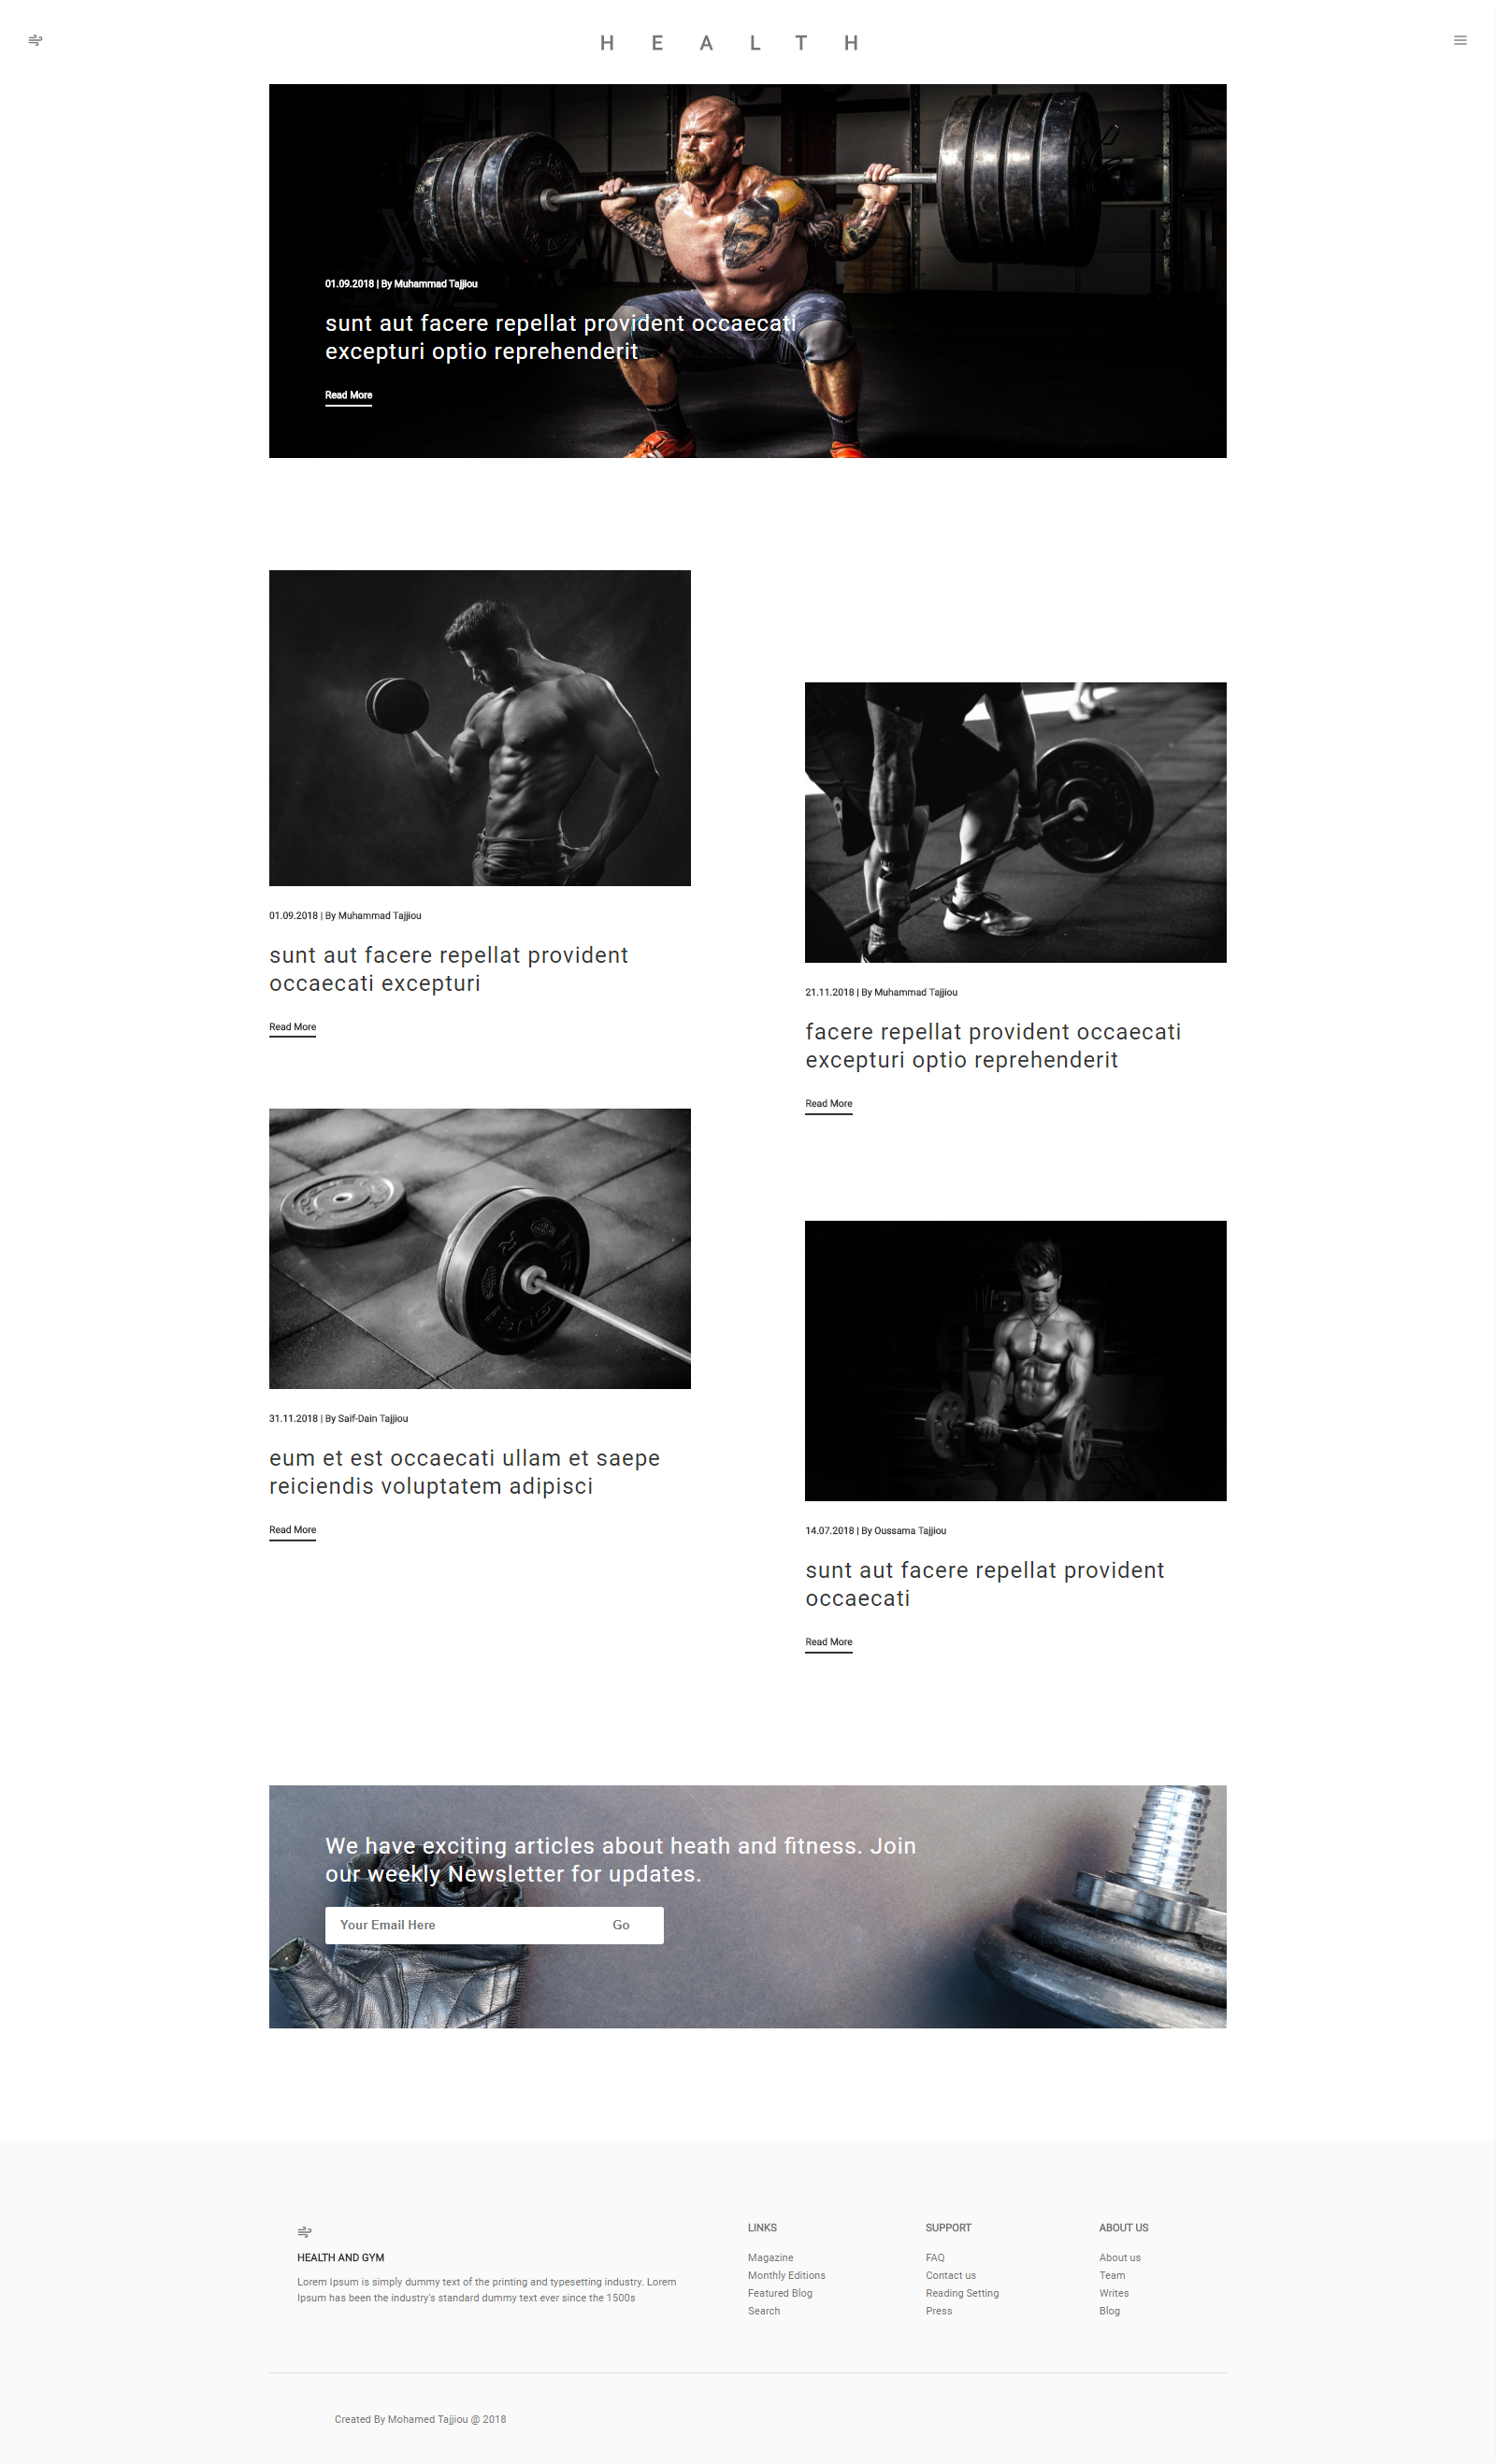 H E A L T H
01.09.2018 | By Muhammad Tajjiou
sunt aut facere repellat provident occaecati
excepturi optio reprehenderit
Read More
01.09.2018 | By Muhammad Tajjiou
sunt aut facere repellat provident
occaecati excepturi
Read More
21.11.2018 | By Muhammad Tajjiou
facere repellat provident occaecati
excepturi optio reprehenderit
Read More
31.11.2018 | By Saif-Dain Tajjiou
eum et est occaecati ullam et saepe
reiciendis voluptatem adipisci
Read More
14.07.2018 | By Oussama Tajjiou
sunt aut facere repellat provident
occaecati
Read More
We have exciting articles about heath and fitness. Join
our weekly Newsletter for updates.
Your Email Here Go
HEALTH AND GYM
Lorem Ipsum is simply dummy text of the printing and typesetting industry. Lorem
Ipsum has been the industry's standard dummy text ever since the 1500s
LINKS
Magazine
Monthly Editions
Featured Blog
Search
SUPPORT
FAQ
Contact us
Reading Setting
Press
ABOUT US
About us
Team
Writes
Blog
Created By Mohamed Tajjiou @ 2018